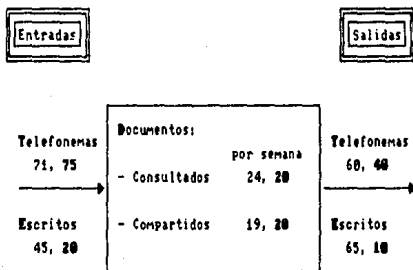 Entradas
Salidas
Documentos:
por semana
Telefonemas
71, 75
- Consultados 24, 20
Telefonemas
60, 40
Escritos
45, 20
- Compartidos 19, 20
Escritos
65, 10